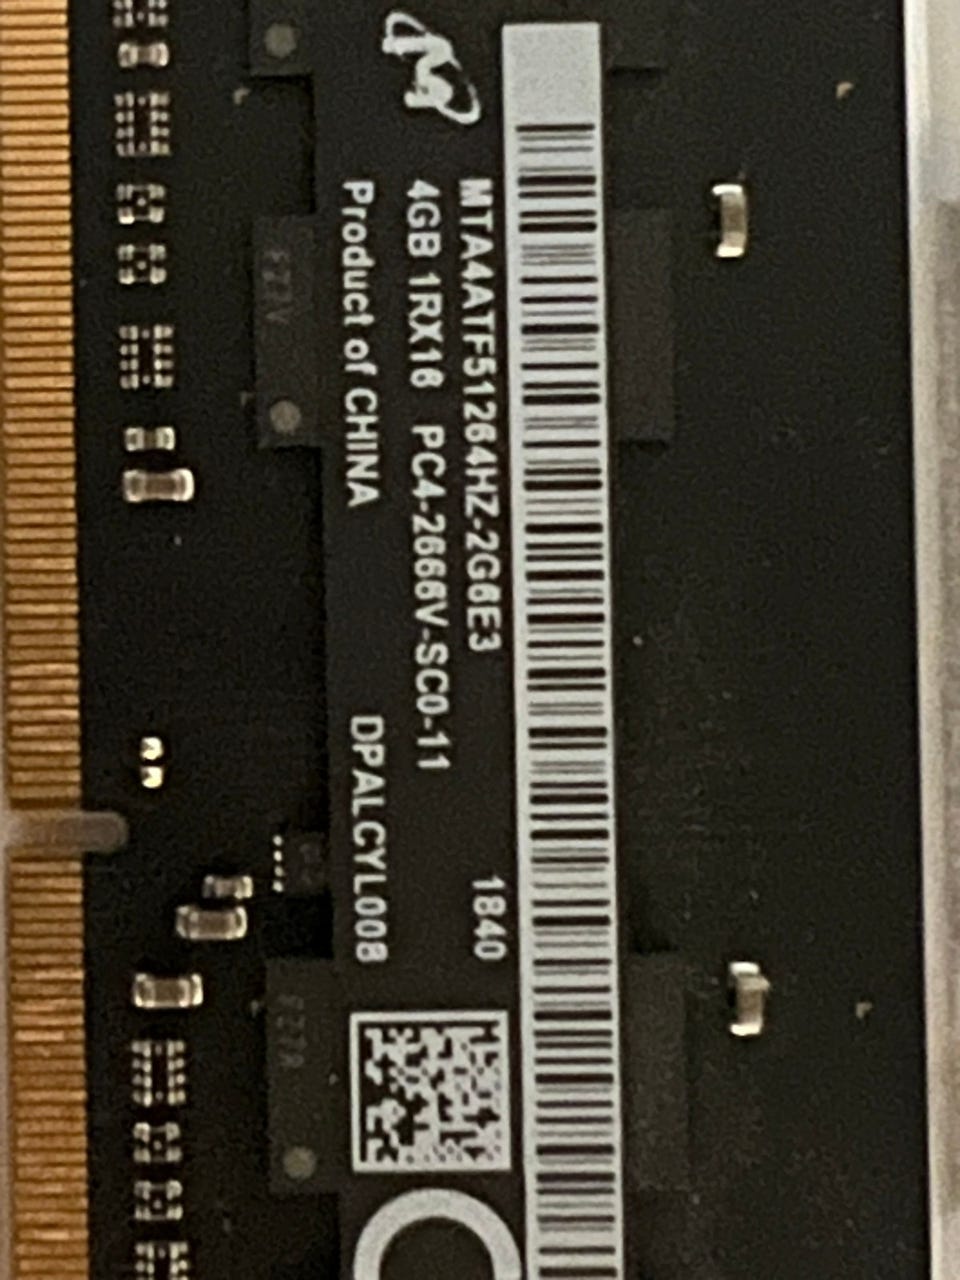 MTA4ATF51264HZ-2G6E3 1840
4GB 1RX16 PC4-2666V-SC0-11
Product of CHINA DPALCYL008